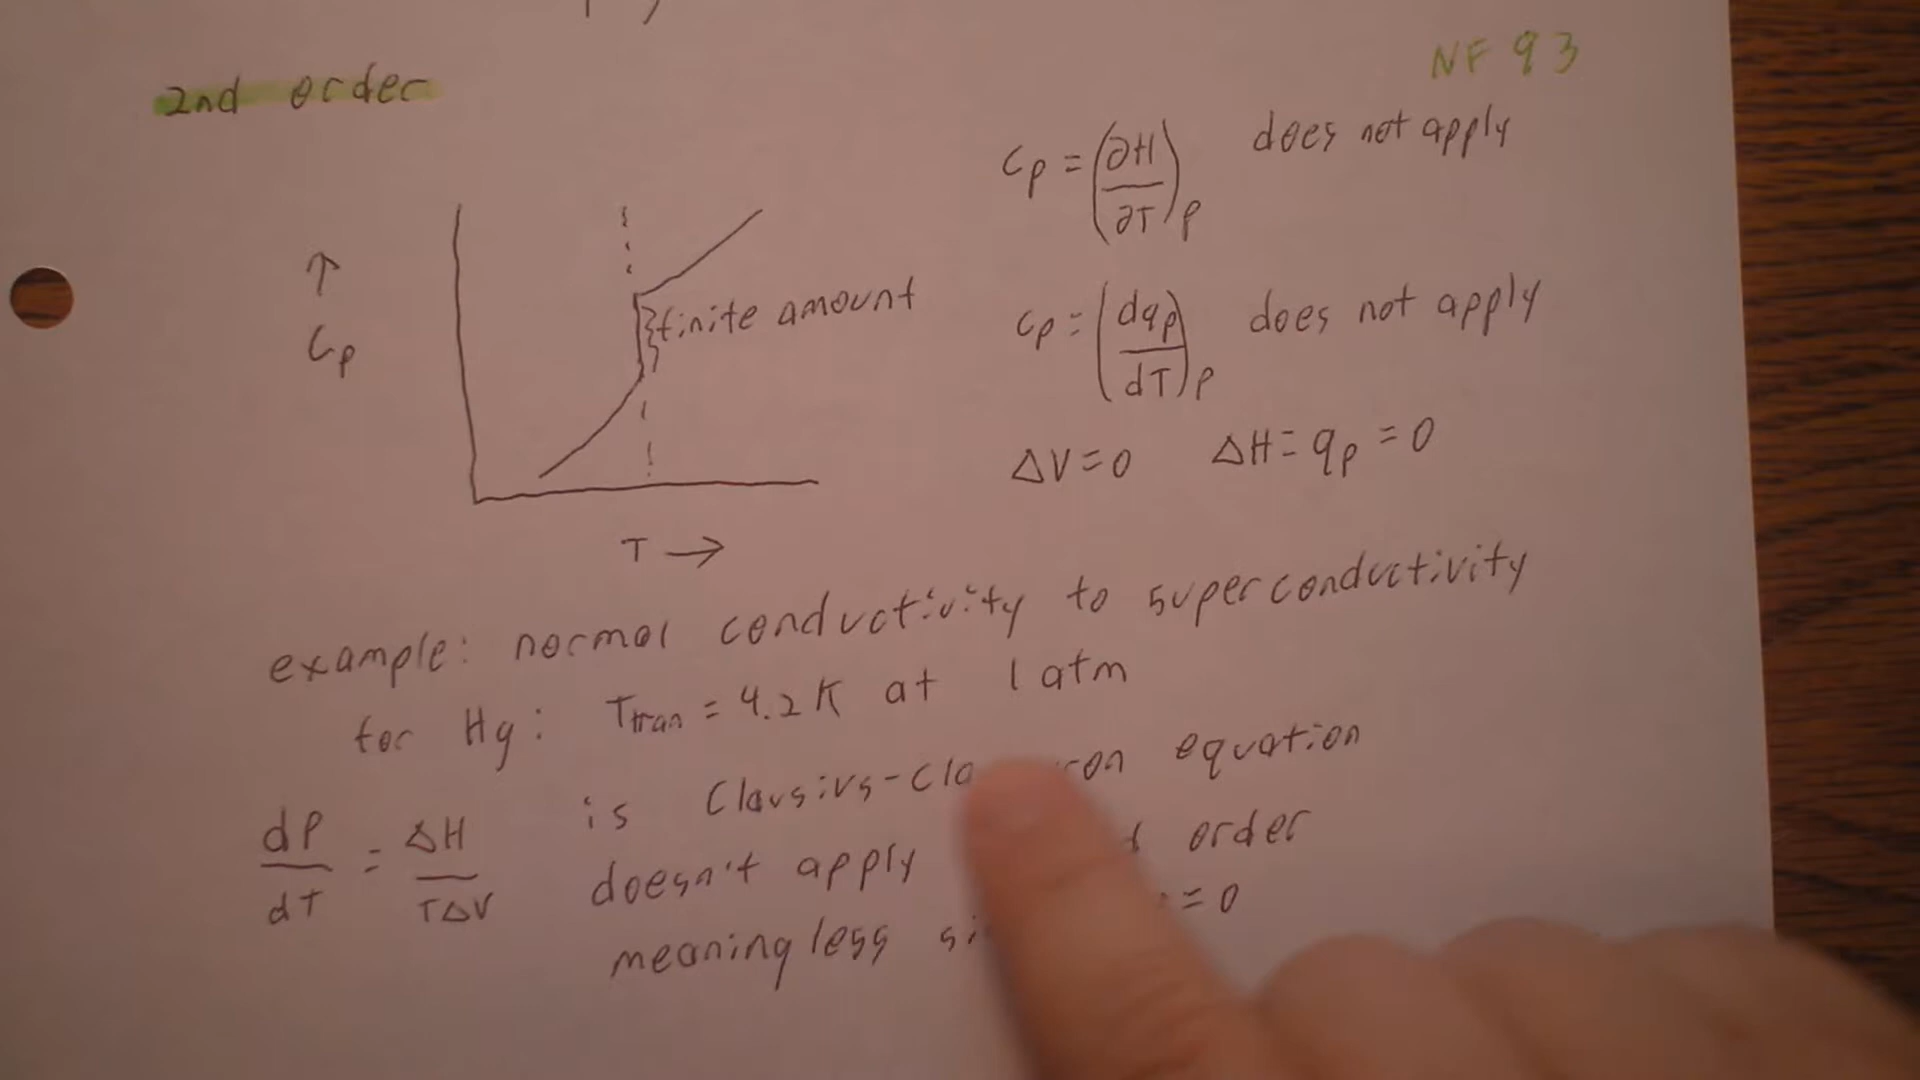 NF 93
2nd order
Cp = (∂H/∂T)p does not apply
↑
Cp
finite amount
Cp = (dqp/dT)p does not apply
ΔV = 0 ΔH = qp = 0
T →
example: normal conductivity to superconductivity
for Hg: Ttran = 4.2 K at 1 atm
dP/dT = ΔH/TΔV is Clausius-Cla ron equation
doesn't apply order
meaningless = 0